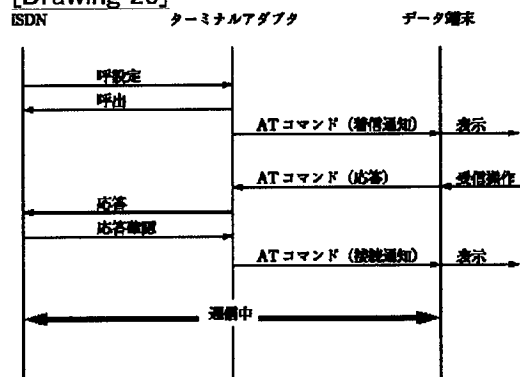 [Drawing 20]
ISDN ターミナルアダプタ データ端末
呼設定
呼出
ATコマンド (着信通知) 表示
ATコマンド (応答) 受信操作
応答
応答確認
ATコマンド (接続通知) 表示
通信中